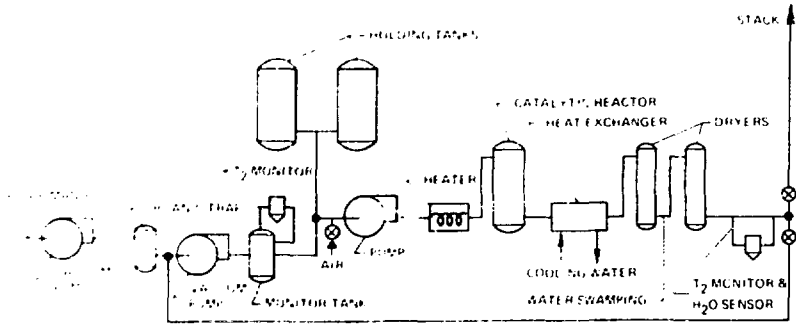 STACK
HOLDING TANKS
CATALYTIC REACTOR
HEAT EXCHANGER
DRYERS
T2 MONITOR
HEATER
AIR
PUMP
PUMP
MONITOR TANK
COOLING WATER
WATER SWAMPING
T2 MONITOR &
H2O SENSOR